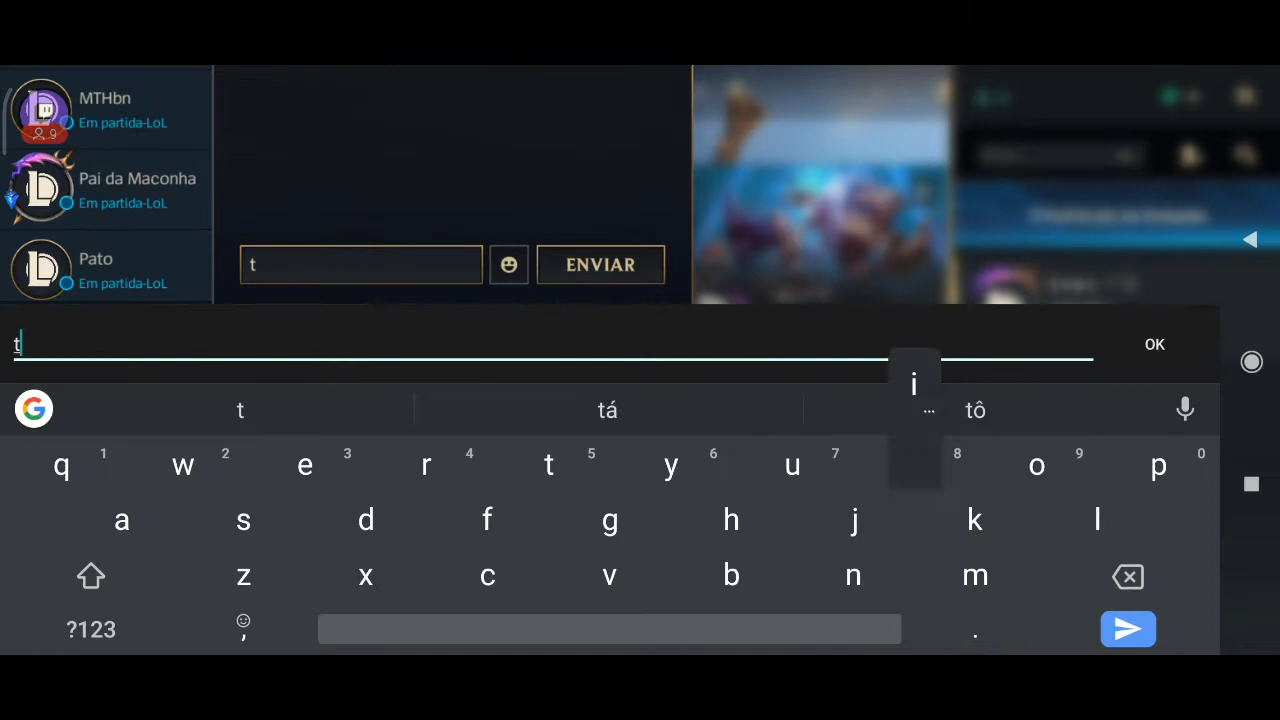 MTHbn
Em partida-LoL
9
Pai da Maconha
Em partida-LoL
Pato
Em partida-LoL
t
ENVIAR
t
OK
i
...
t
tá
tô
q 1 w 2 e 3 r 4 t 5 y 6 u 7 8 o 9 p 0
a s d f g h j k l
z x c v b n m
?123 , .